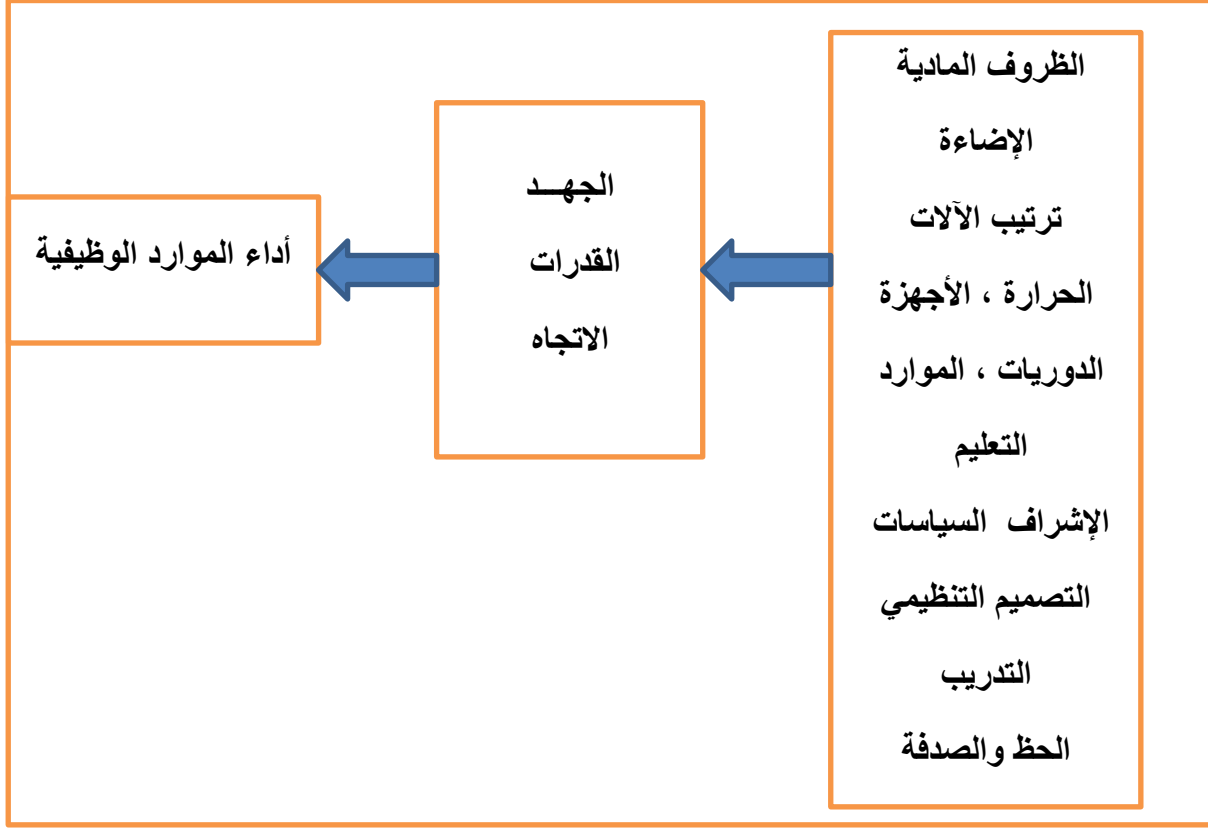 الظروف المادية
الإضاءة
ترتيب الآلات
الحرارة ، الأجهزة
الدوريات ، الموارد
التعليم
الإشراف السياسات
التصميم التنظيمي
التدريب
الحظ والصدفة
الجهــد
القدرات
الاتجاه
أداء الموارد الوظيفية